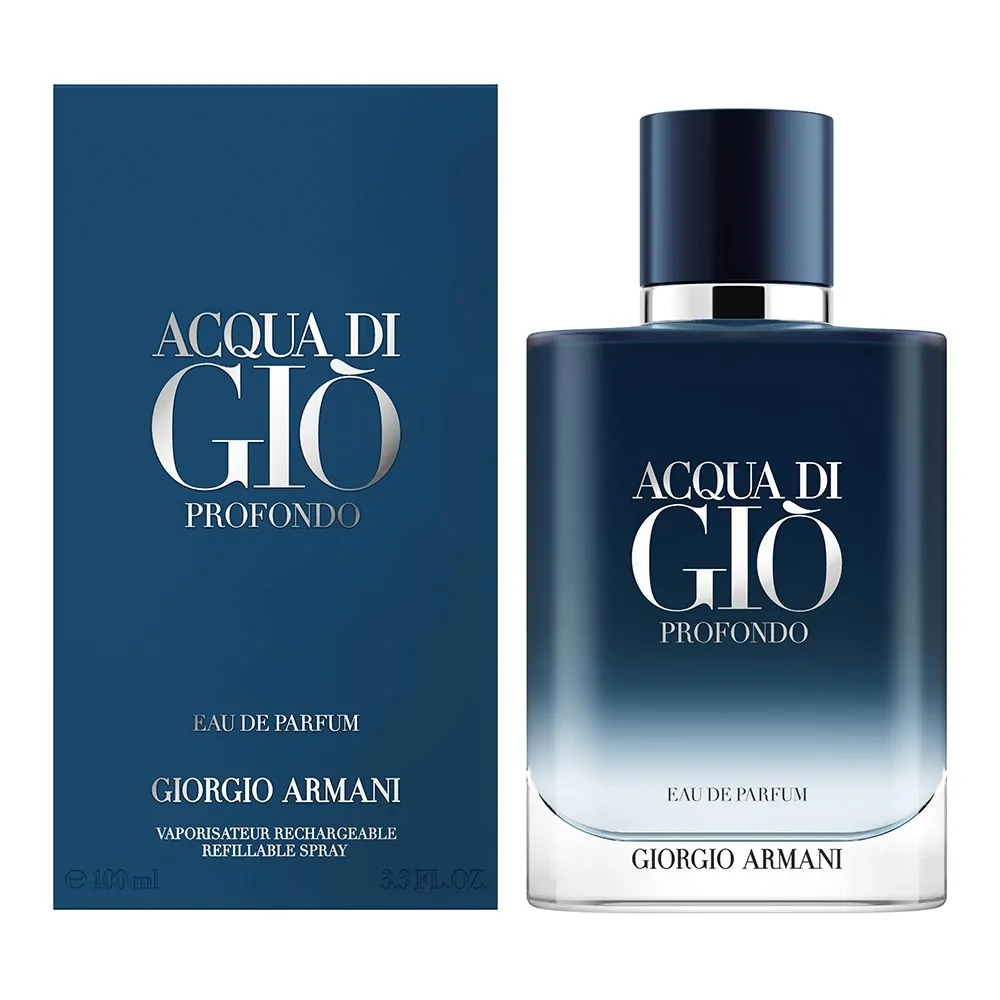 ACQUA DI
GIÒ
PROFONDO
EAU DE PARFUM
GIORGIO ARMANI
VAPORISATEUR RECHARGEABLE
REFILLABLE SPRAY
℮ 100 ml 3.3 FL.OZ.
ACQUA DI
GIÒ
PROFONDO
EAU DE PARFUM
GIORGIO ARMANI